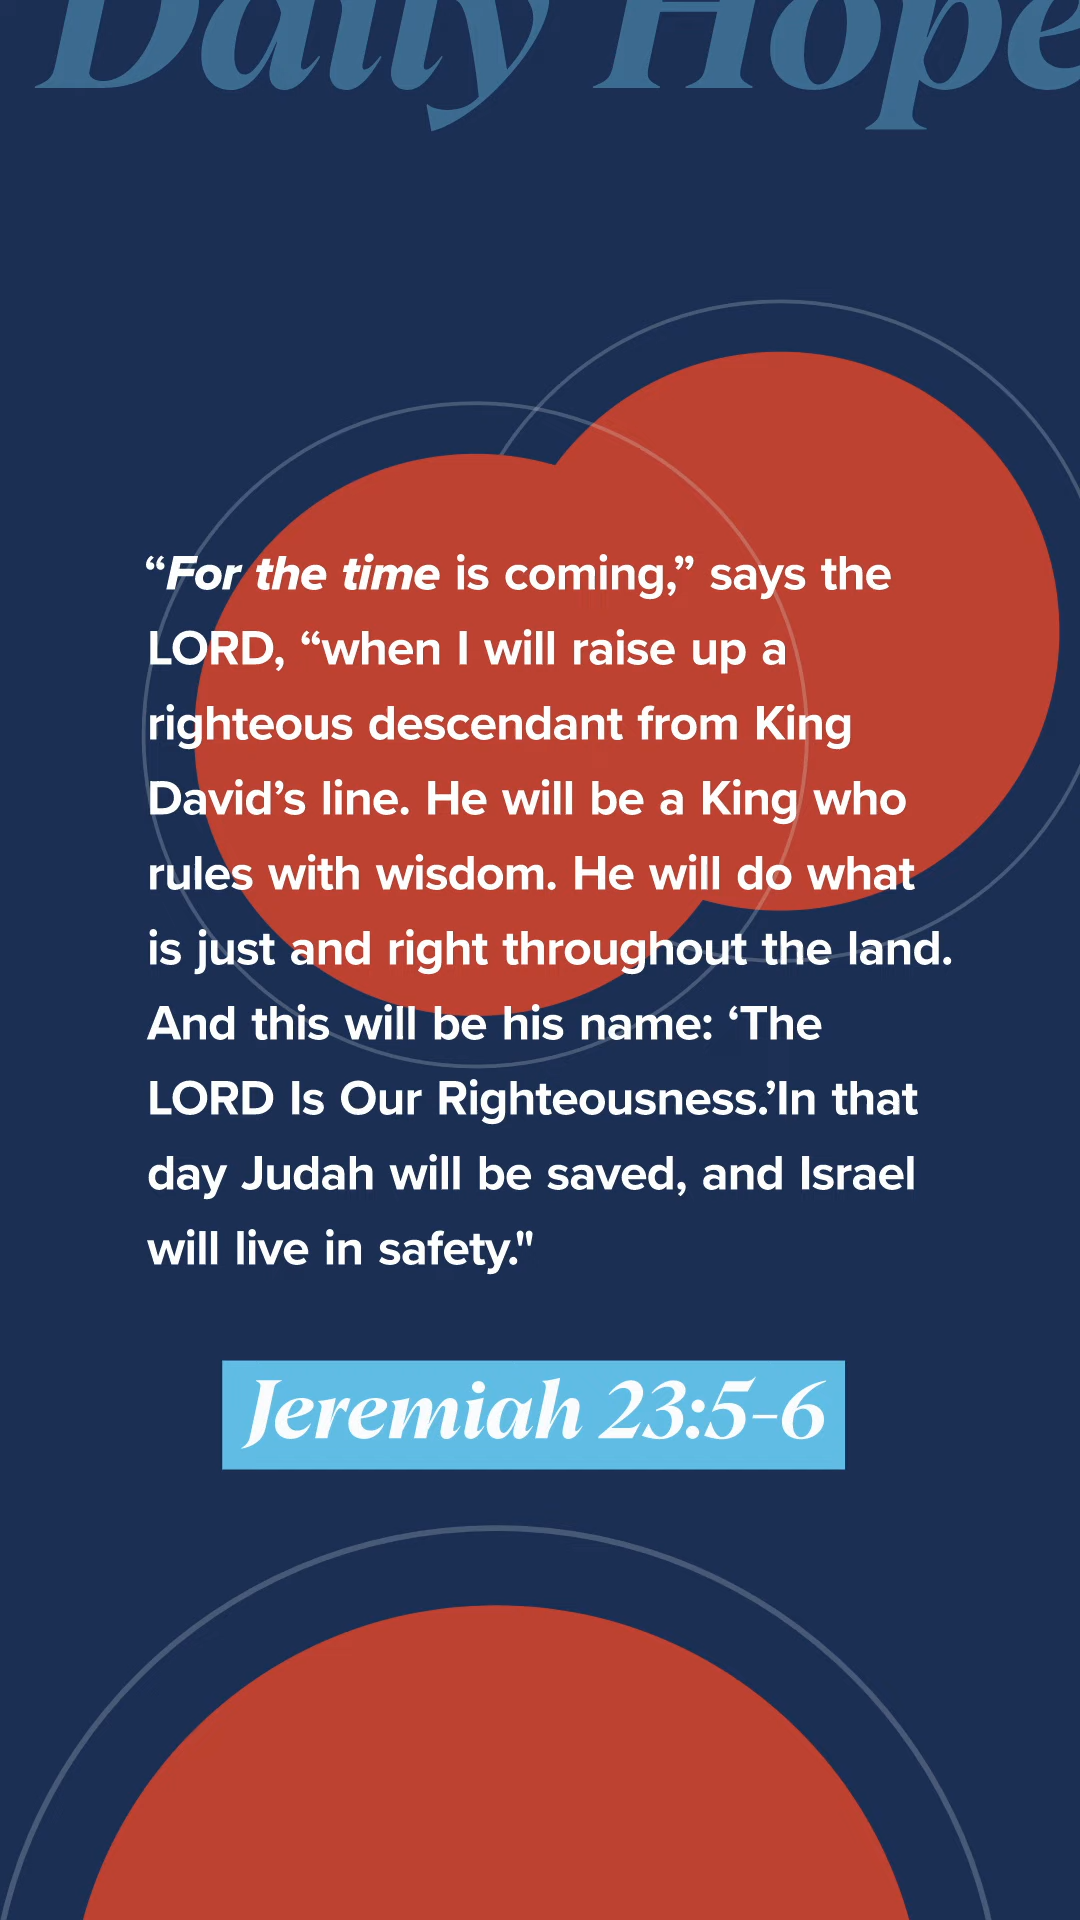 Daily Hope
“For the time is coming,” says the
LORD, “when I will raise up a
righteous descendant from King
David’s line. He will be a King who
rules with wisdom. He will do what
is just and right throughout the land.
And this will be his name: ‘The
LORD Is Our Righteousness.’In that
day Judah will be saved, and Israel
will live in safety."
Jeremiah 23:5-6